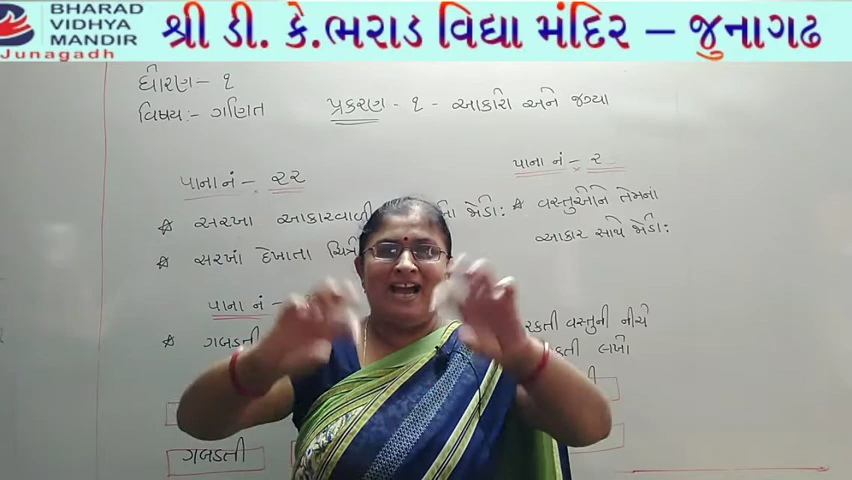 BHARAD
VIDHYA
MANDIR
Junagadh
શ્રી ડી. કે.ભરાડ વિદ્યા મંદિર – જુનાગઢ
ધોરણ - ૧
વિષય:- ગણિત
પ્રકરણ - ૧ - આકારો અને જગ્યા
પાના નં - ૨૨
સરખા આકારવાળી જોડો:
સરખાં દેખાતા
પાના નં -
ગબડતી
ગબડતી
પાના નં - ૨
વસ્તુઓને તેમના
આકાર સાથે જોડો:
વસ્તુની નીચે
લખો